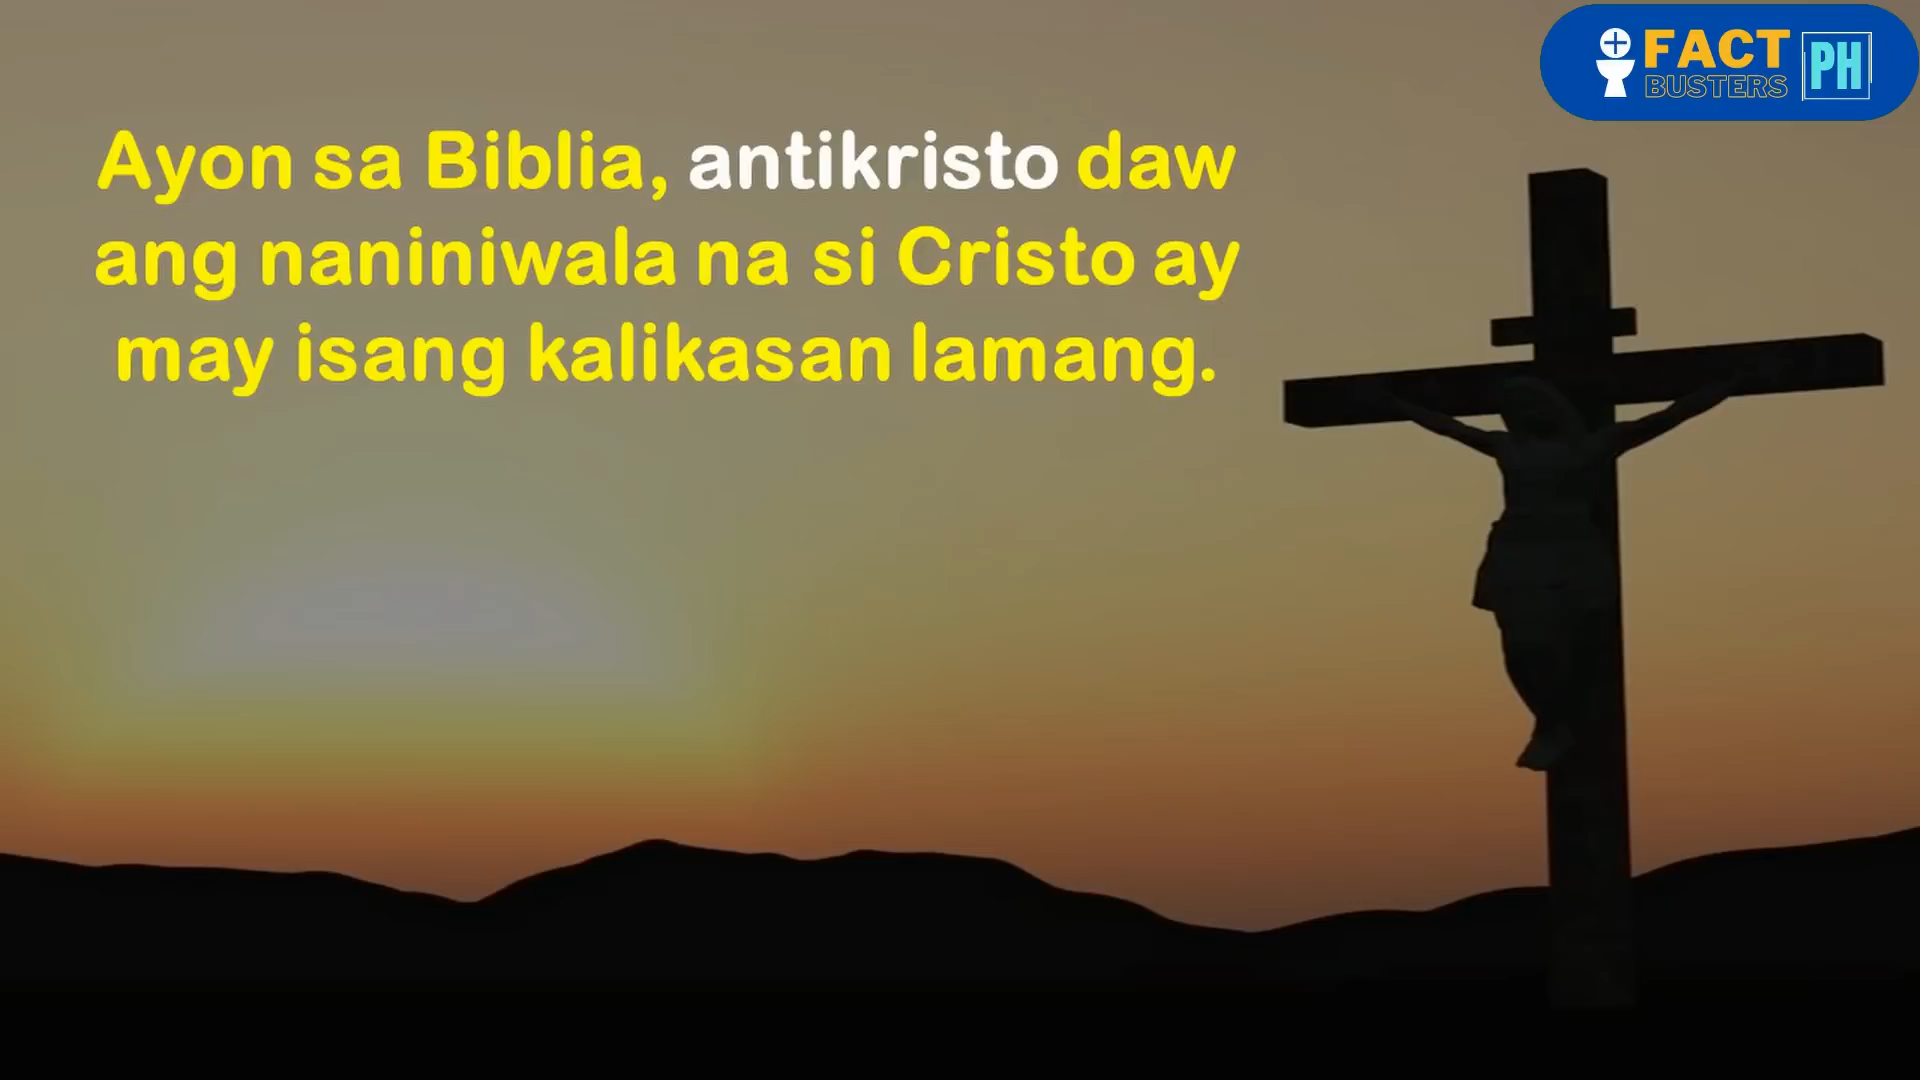 FACT
BUSTERS
PH
Ayon sa Biblia, antikristo daw
ang naniniwala na si Cristo ay
may isang kalikasan lamang.